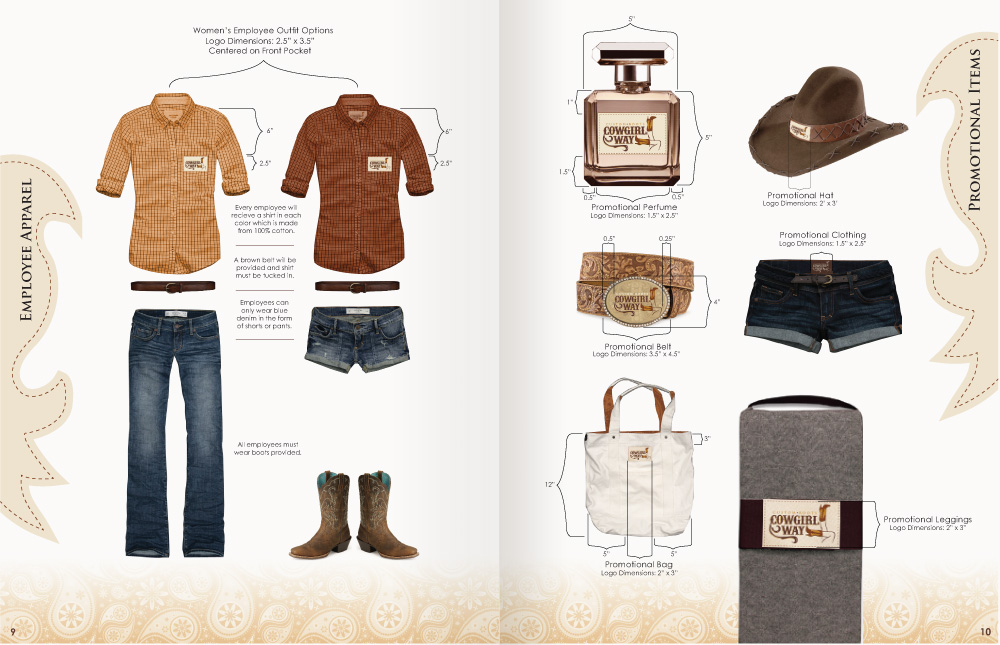 Women's Employee Outfit Options
Logo Dimensions: 2.5" x 3.5"
Centered on Front Pocket
6"
2.5"
6"
2.5"
COWGIRL
WAY
COWGIRL
WAY
Every employee will
recieve a shirt in each
color which is made
from 100% cotton.
A brown belt will be
provided and shirt
must be tucked in.
Employees can
only wear blue
denim in the form
of shorts or pants.
All employees must
wear boots provided.
Employee Apparel
9
5"
1"
5"
1.5"
0.5"
0.5"
COWGIRL
WAY
Promotional Perfume
Logo Dimensions: 1.5" x 2.5"
Promotional Hat
Logo Dimensions: 2' x 3'
0.5"
0.25"
4"
COWGIRL
WAY
Promotional Belt
Logo Dimensions: 3.5" x 4.5"
Promotional Clothing
Logo Dimensions: 1.5" x 2.5"
3"
12"
5"
5"
COWGIRL
WAY
Promotional Bag
Logo Dimensions: 2" x 3"
COWGIRL
WAY
Promotional Leggings
Logo Dimensions: 2" x 3"
Promotional Items
10